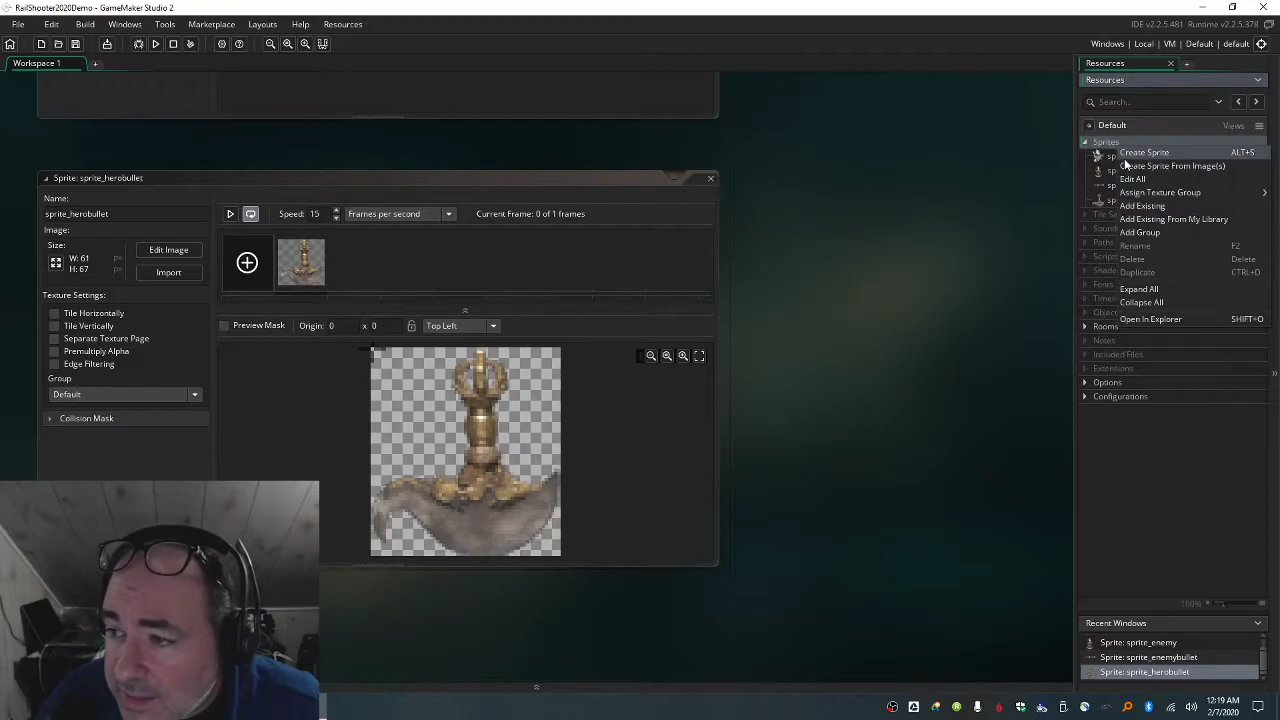 RailShooter2020Demo - GameMaker Studio 2
File Edit Build Windows Tools Marketplace Layouts Help Resources
IDE v2.2.5.481 Runtime v2.2.5.378
Windows | Local | VM | Default | default
Workspace 1
Resources
Resources
Search...
Default Views
Sprites
Create Sprite ALT+S
Create Sprite From Image(s)
Edit All
Assign Texture Group
Add Existing
Add Existing From My Library
Add Group
Rename F2
Delete Delete
Duplicate CTRL+D
Expand All
Collapse All
Open In Explorer SHIFT+O
Rooms
Notes
Included Files
Extensions
Options
Configurations
100%
Recent Windows
Sprite: sprite_enemy
Sprite: sprite_enemybullet
Sprite: sprite_herobullet
Sprite: sprite_herobullet
Name:
sprite_herobullet
Image:
Size:
W: 61 px
H: 67 px
Edit Image
Import
Texture Settings:
Tile Horizontally
Tile Vertically
Separate Texture Page
Premultiply Alpha
Edge Filtering
Group
Default
Collision Mask
Speed: 15 Frames per second Current Frame: 0 of 1 frames
Preview Mask Origin: 0 x 0 Top Left
12:19 AM
2/7/2020